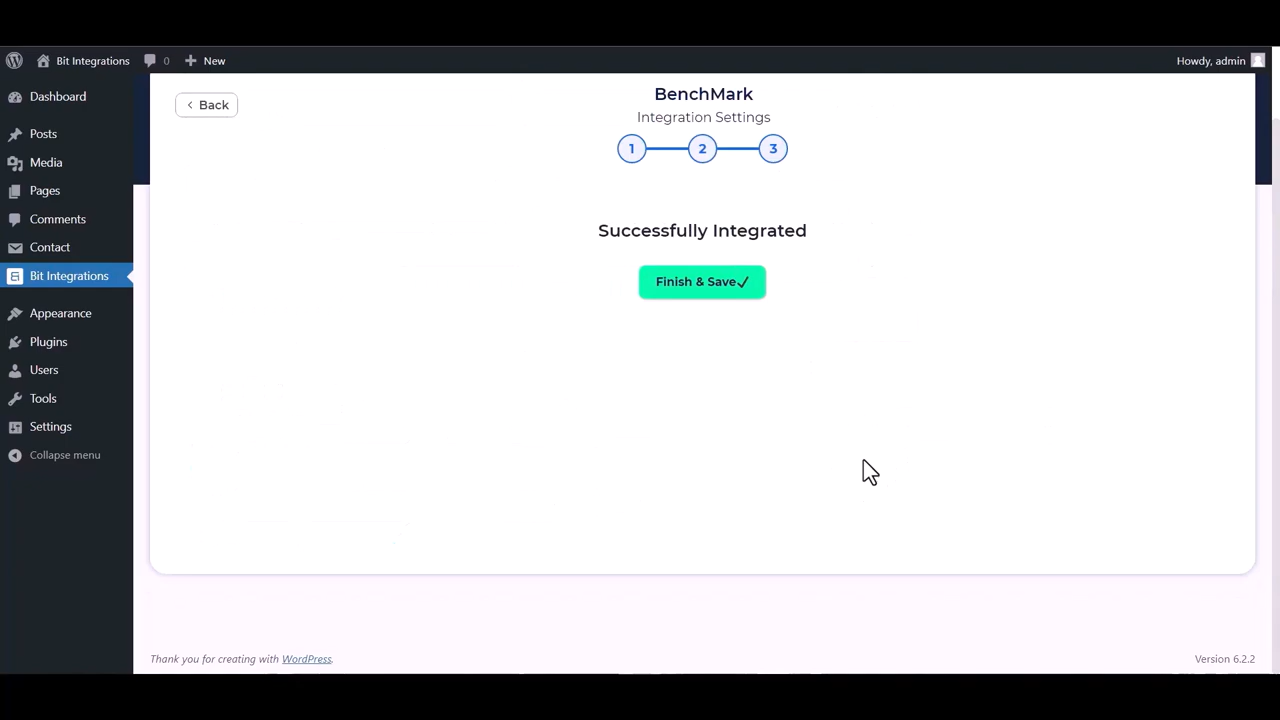 Bit Integrations
0
New
Howdy, admin
Dashboard
Posts
Media
Pages
Comments
Contact
Bit Integrations
Appearance
Plugins
Users
Tools
Settings
Collapse menu
Back
BenchMark
Integration Settings
1 2 3
Successfully Integrated
Finish & Save✓
Thank you for creating with WordPress.
Version 6.2.2